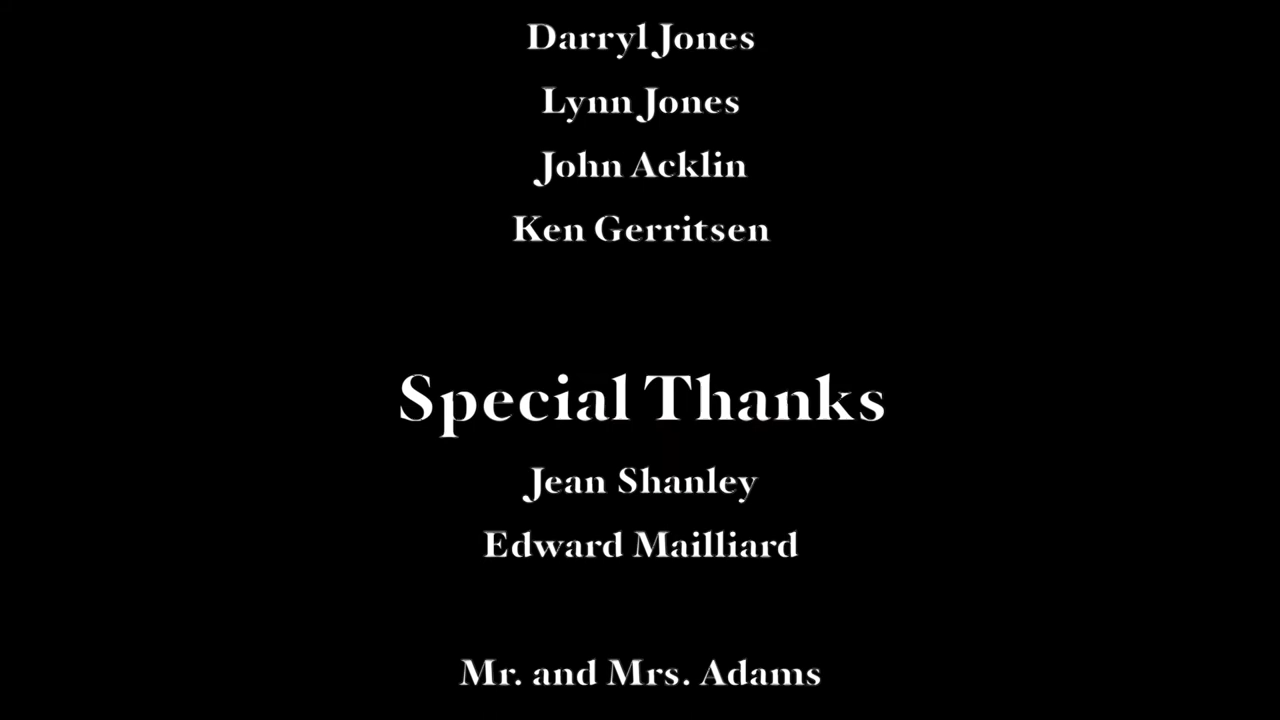 Darryl Jones
Lynn Jones
John Acklin
Ken Gerritsen
Special Thanks
Jean Shanley
Edward Mailliard
Mr. and Mrs. Adams